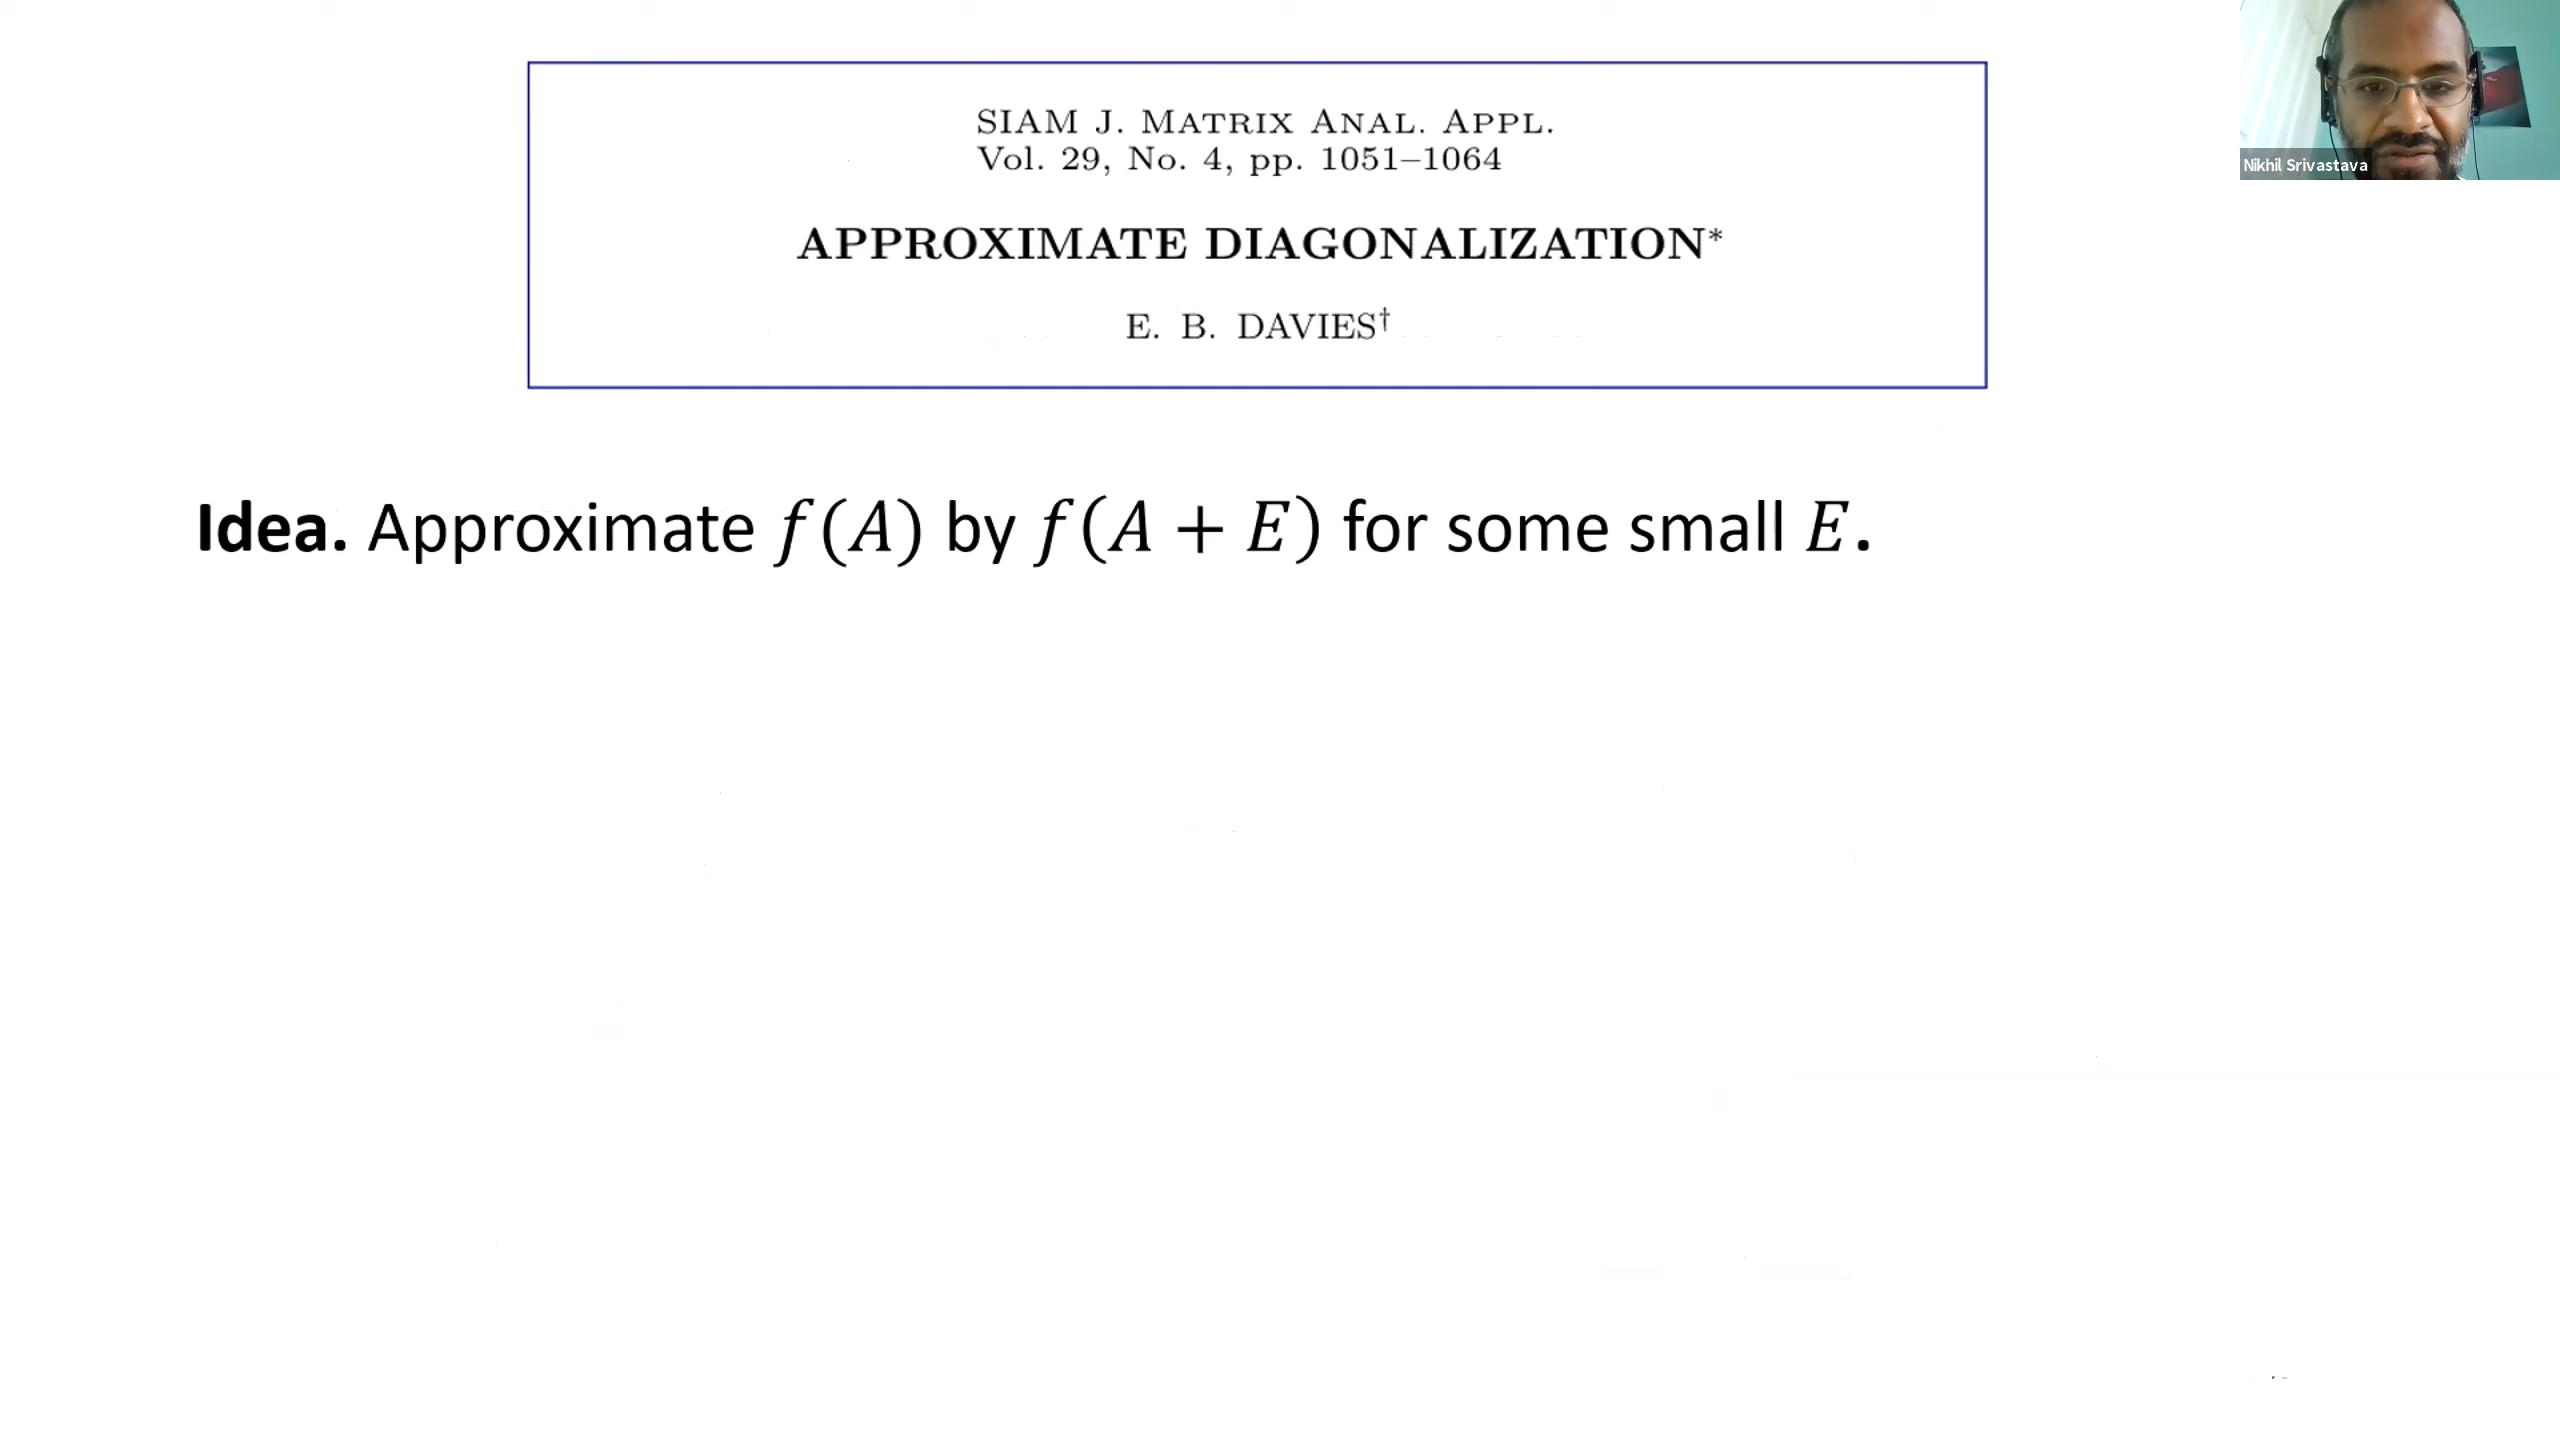 SIAM J. MATRIX ANAL. APPL.
Vol. 29, No. 4, pp. 1051–1064
APPROXIMATE DIAGONALIZATION*
E. B. DAVIES†
Nikhil Srivastava
Idea. Approximate f(A) by f(A + E) for some small E.